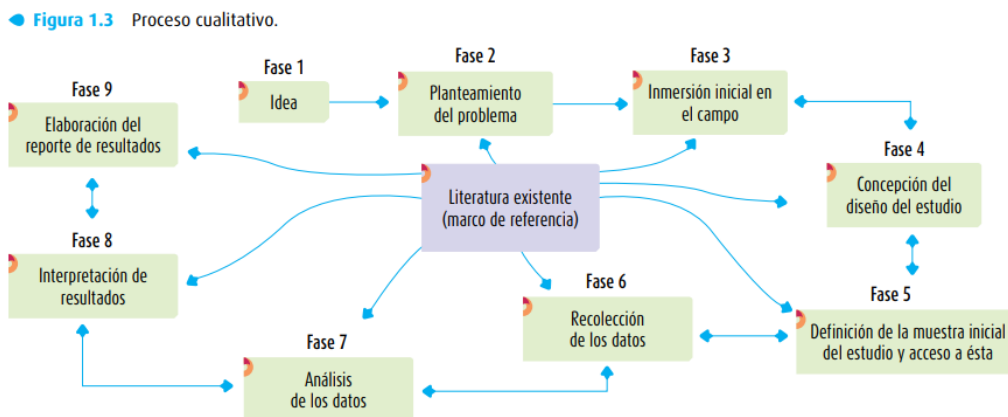 Figura 1.3 Proceso cualitativo.
Fase 1
Idea
Fase 2
Planteamiento
del problema
Fase 3
Inmersión inicial en
el campo
Fase 4
Concepción del
diseño del estudio
Fase 5
Definición de la muestra inicial
del estudio y acceso a ésta
Fase 6
Recolección
de los datos
Fase 7
Análisis
de los datos
Fase 8
Interpretación de
resultados
Fase 9
Elaboración del
reporte de resultados
Literatura existente
(marco de referencia)